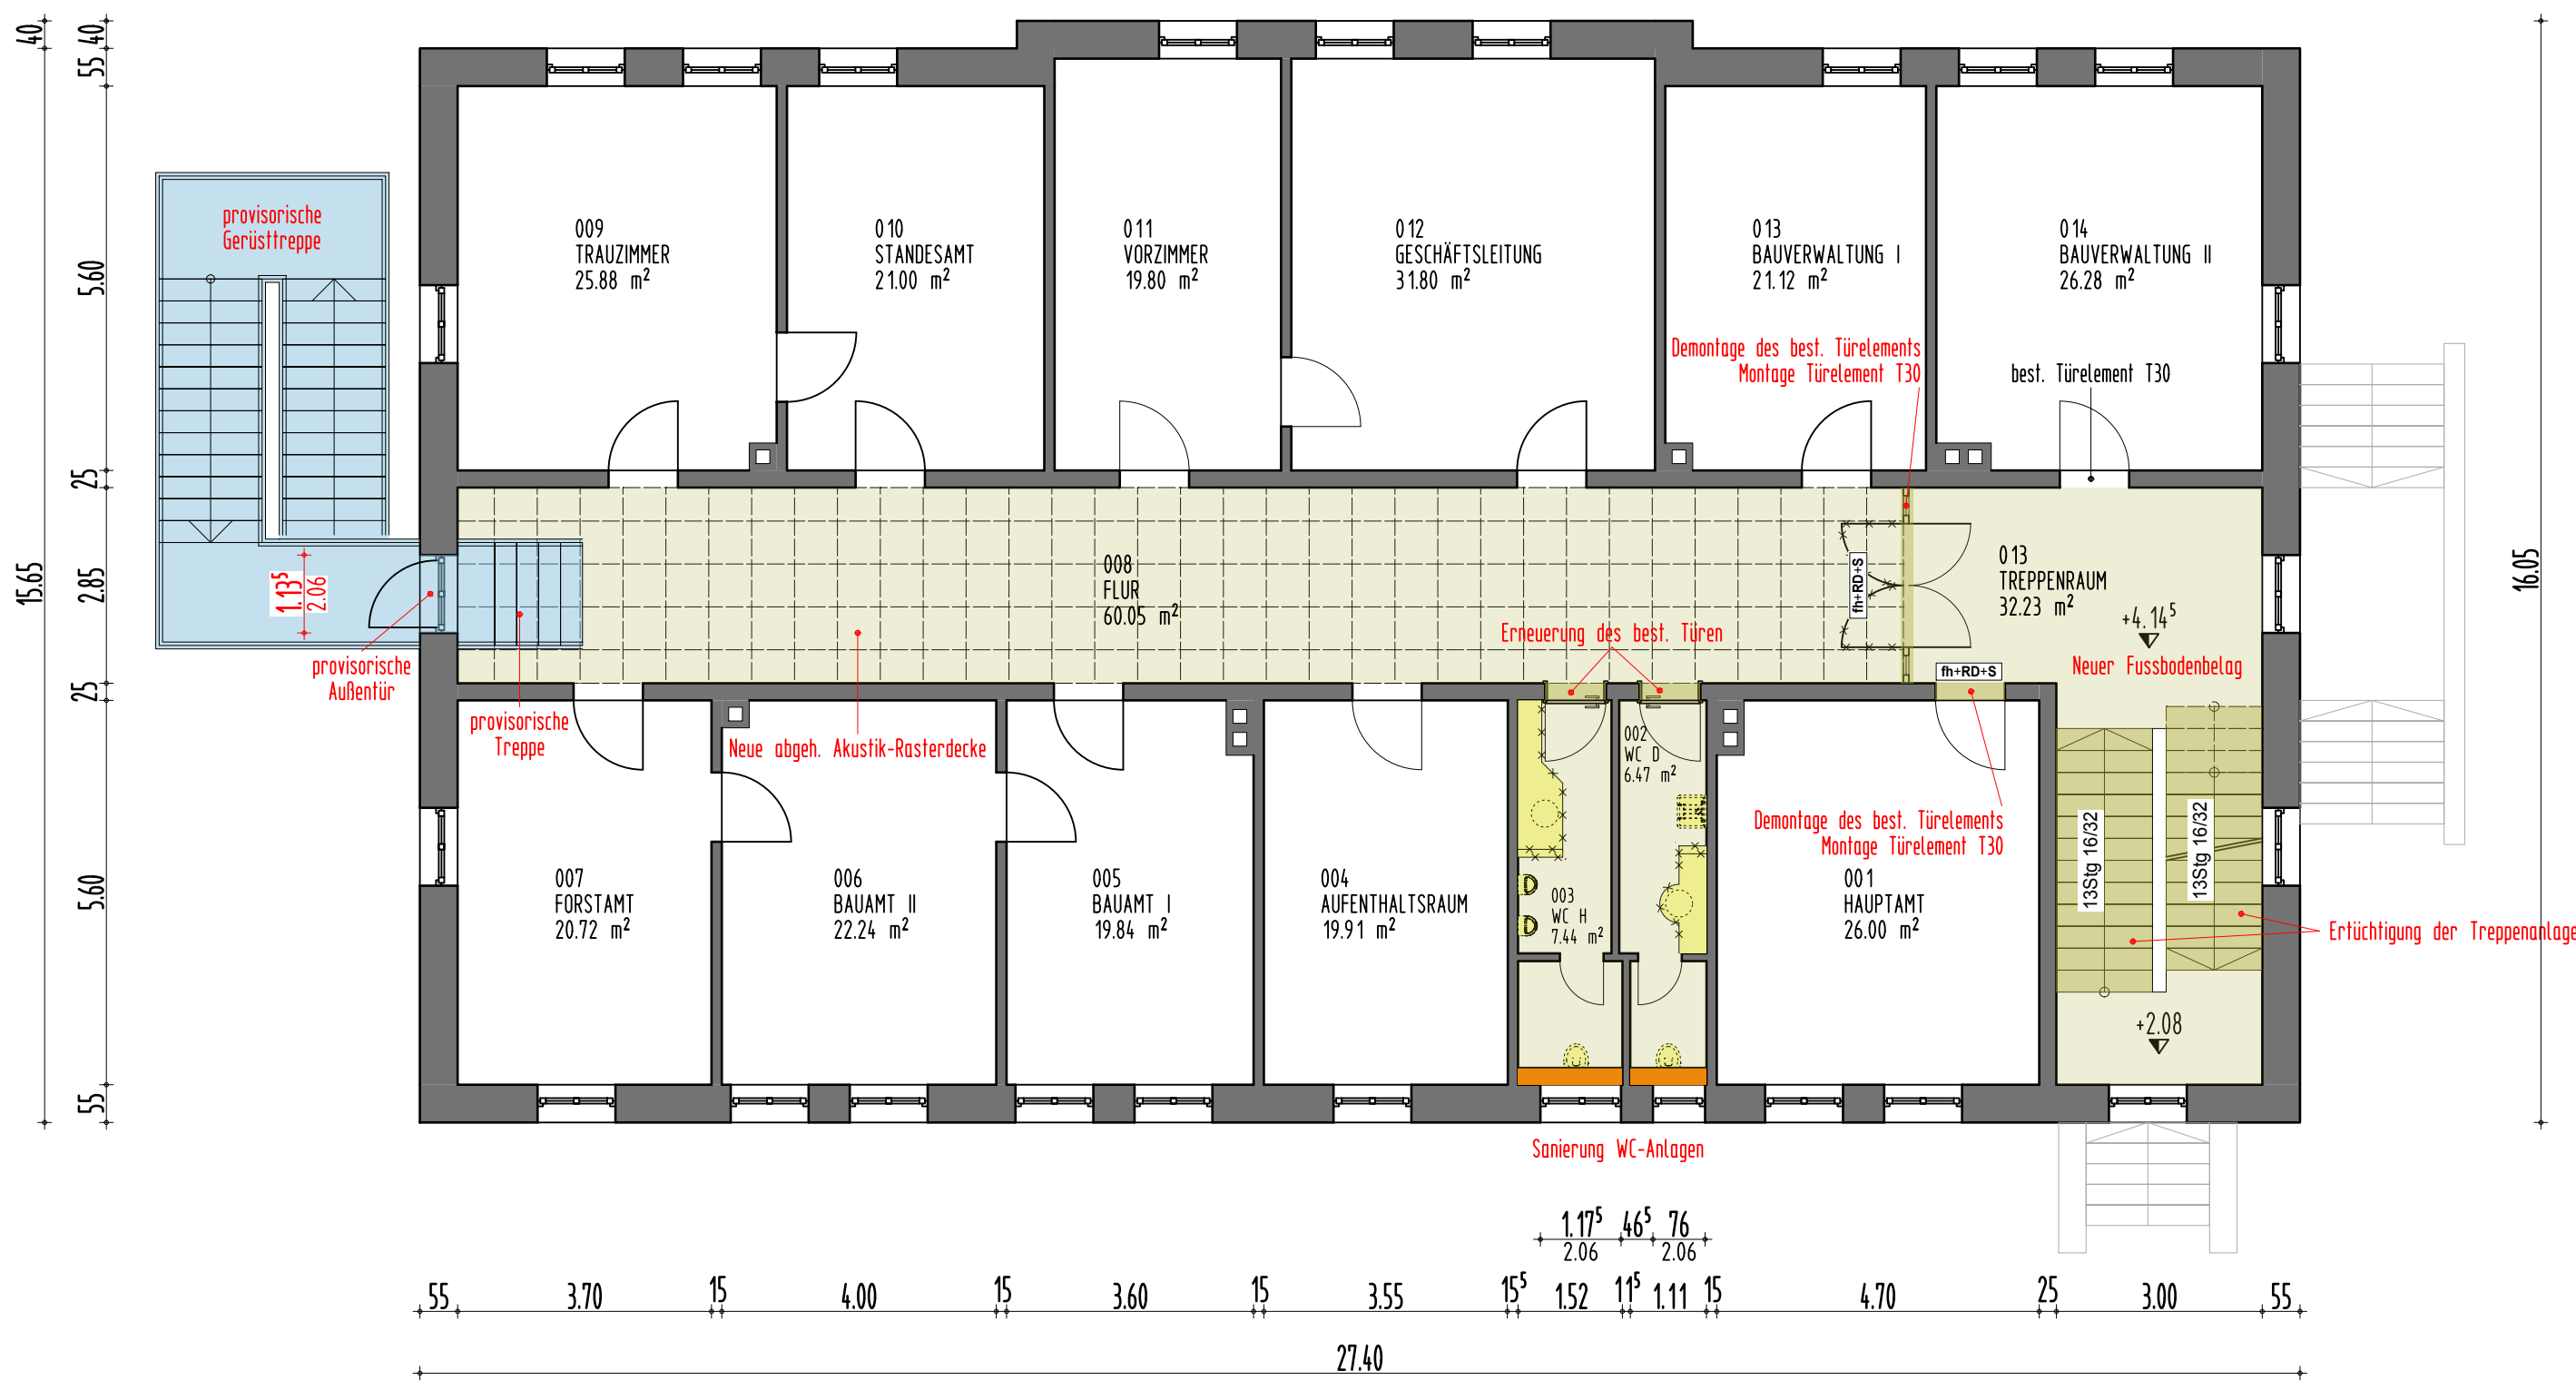 40
55 40
5.60
25
15.65
2.85
25
5.60
55
16.05
provisorische
Gerüsttreppe
009
TRAUZIMMER
25.88 m²
010
STANDESAMT
21.00 m²
011
VORZIMMER
19.80 m²
012
GESCHÄFTSLEITUNG
31.80 m²
013
BAUVERWALTUNG I
21.12 m²
014
BAUVERWALTUNG II
26.28 m²
Demontage des best. Türelements
Montage Türelement T30
best. Türelement T30
1.13⁵
2.06
008
FLUR
60.05 m²
fh+RD+S
013
TREPPENRAUM
32.23 m²
+4.14⁵
Erneuerung des best. Türen
fh+RD+S
Neuer Fussbodenbelag
provisorische
Außentür
provisorische
Treppe
Neue abgeh. Akustik-Rasterdecke
002
WC D
6.47 m²
Demontage des best. Türelements
Montage Türelement T30
13Stg 16/32
13Stg 16/32
007
FORSTAMT
20.72 m²
006
BAUAMT II
22.24 m²
005
BAUAMT I
19.84 m²
004
AUFENTHALTSRAUM
19.91 m²
003
WC H
7.44 m²
001
HAUPTAMT
26.00 m²
Ertüchtigung der Treppenanlage
+2.08
Sanierung WC-Anlagen
1.17⁵ 46⁵ 76
2.06 2.06
55 3.70 15 4.00 15 3.60 15 3.55 15⁵ 1.52 11⁵ 1.11 15 4.70 25 3.00 55
27.40